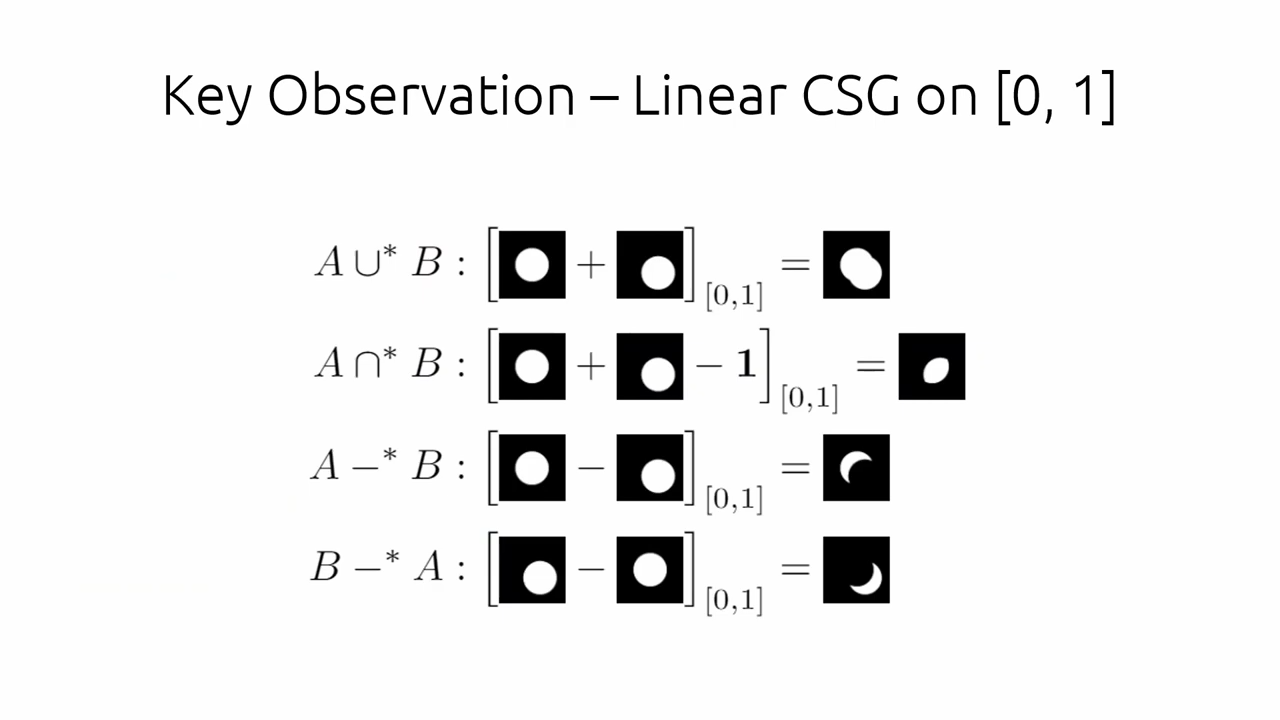 Key Observation – Linear CSG on [0, 1]
A ∪* B : [ + ][0,1] =
A ∩* B : [ + − 1][0,1] =
A −* B : [ − ][0,1] =
B −* A : [ − ][0,1] =